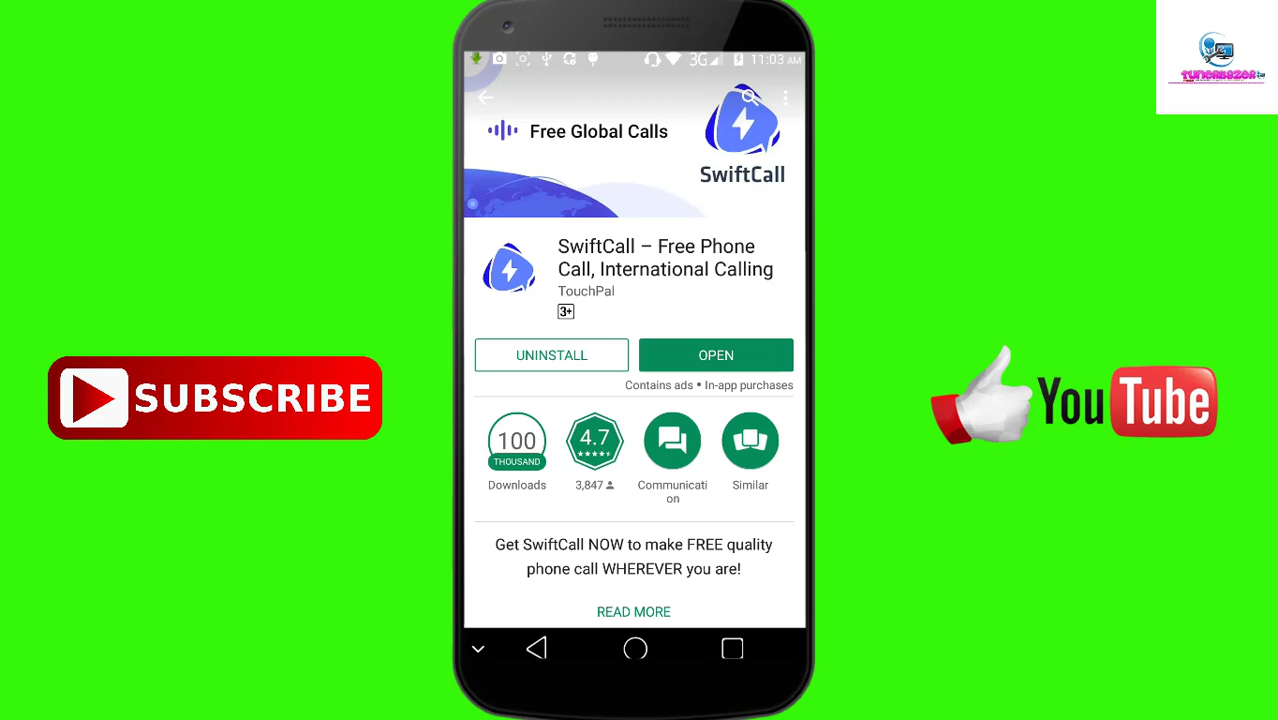 3G 11:03 AM
TUNERBAZER
Free Global Calls
SwiftCall
SwiftCall – Free Phone
Call, International Calling
TouchPal
3+
UNINSTALL
OPEN
Contains ads • In-app purchases
SUBSCRIBE
YouTube
100
THOUSAND
4.7
Downloads
3,847
Communicati
on
Similar
Get SwiftCall NOW to make FREE quality
phone call WHEREVER you are!
READ MORE